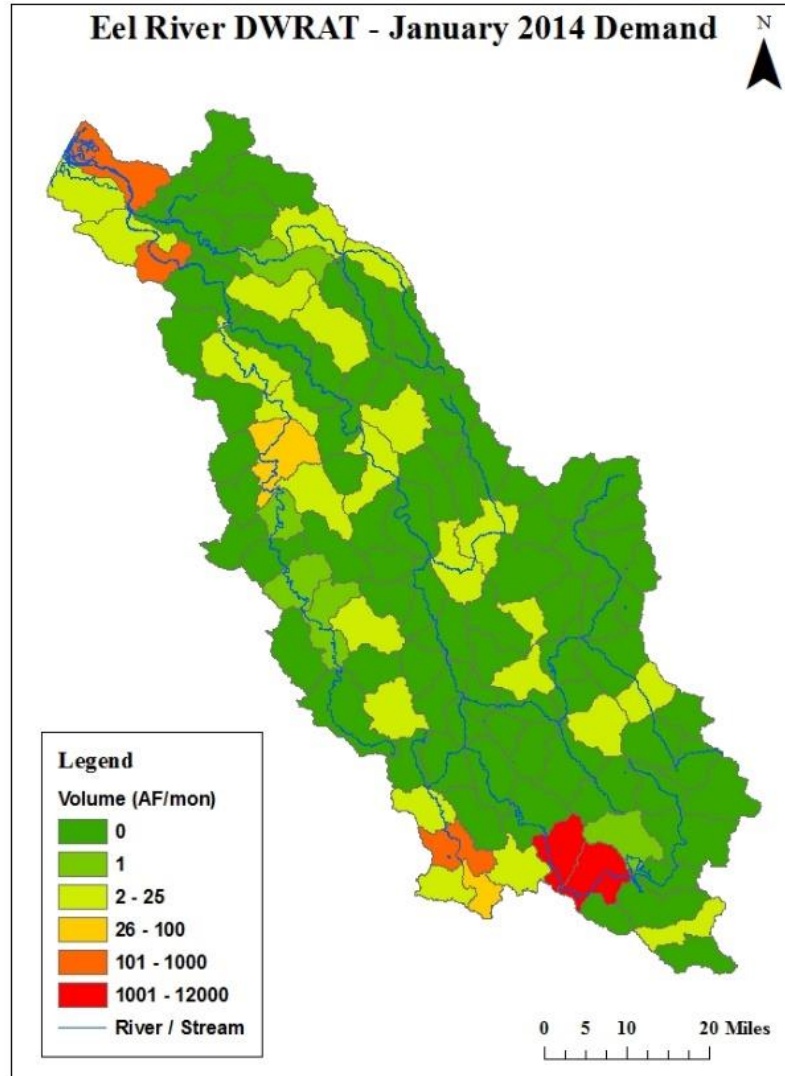 Eel River DWRAT - January 2014 Demand
N
Legend
Volume (AF/mon)
0
1
2 - 25
26 - 100
101 - 1000
1001 - 12000
River / Stream
0 5 10 20 Miles